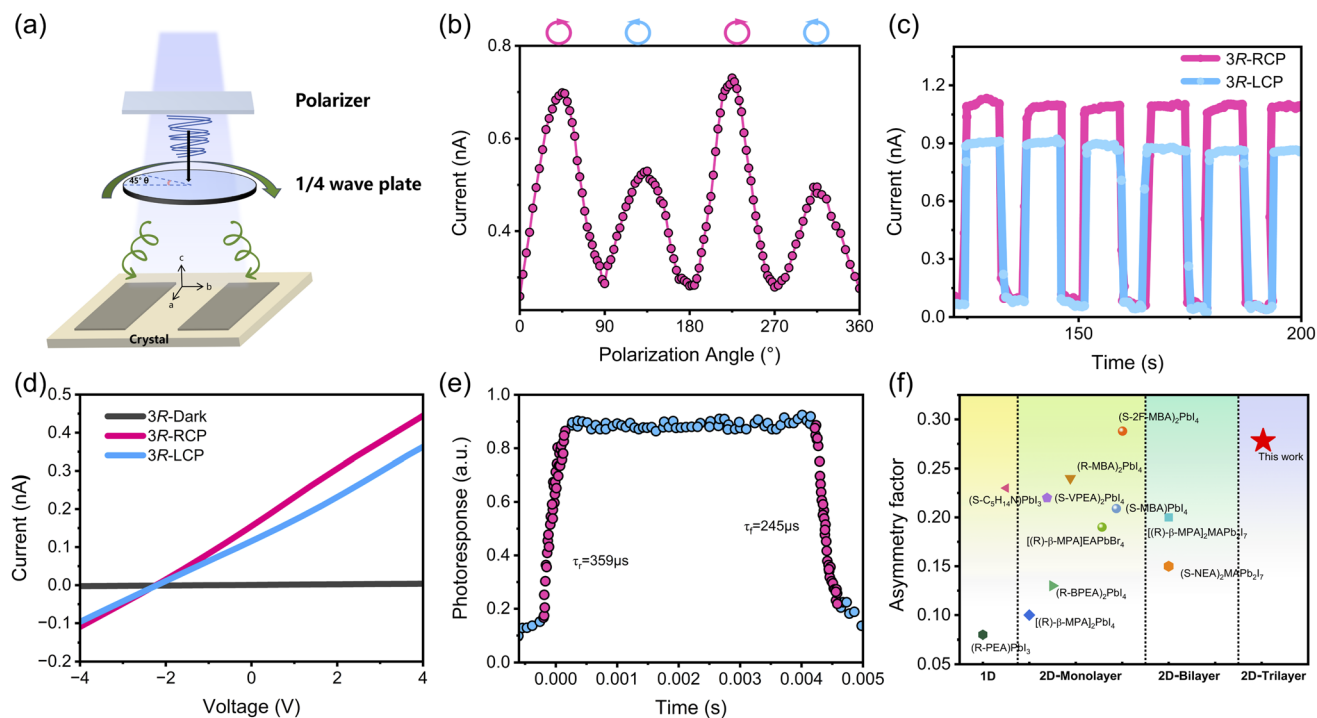 (a)
Polarizer
45° θ
1/4 wave plate
c
b
a
Crystal
(b)
0.8
0.6
0.4
Current (nA)
0
90
180
270
360
Polarization Angle (°)
(c)
3R-RCP
3R-LCP
1.2
0.9
0.6
0.3
0.0
Current (nA)
150
200
Time (s)
(d)
3R-Dark
3R-RCP
3R-LCP
0.5
0.4
0.3
0.2
0.1
0.0
−0.1
−0.2
Current (nA)
−4
−2
0
2
4
Voltage (V)
(e)
1.0
0.8
0.6
0.4
0.2
0.0
Photoresponse (a.u.)
τr=359μs
τf=245μs
0.000
0.001
0.002
0.003
0.004
0.005
Time (s)
(f)
0.30
0.25
0.20
0.15
0.10
0.05
Asymmetry factor
(S-2F-MBA)₂PbI₄
This work
(R-MBA)₂PbI₄
(S-C₅H₁₄N)PbI₃
(S-VPEA)₂PbI₄
(S-MBA)PbI₄
[(R)-β-MPA]EAPbBr₄
[(R)-β-MPA]₂MAPb₂I₇
(S-NEA)₂MAPb₂I₇
(R-BPEA)₂PbI₄
[(R)-β-MPA]₂PbI₄
(R-PEA)PbI₃
1D
2D-Monolayer
2D-Bilayer
2D-Trilayer